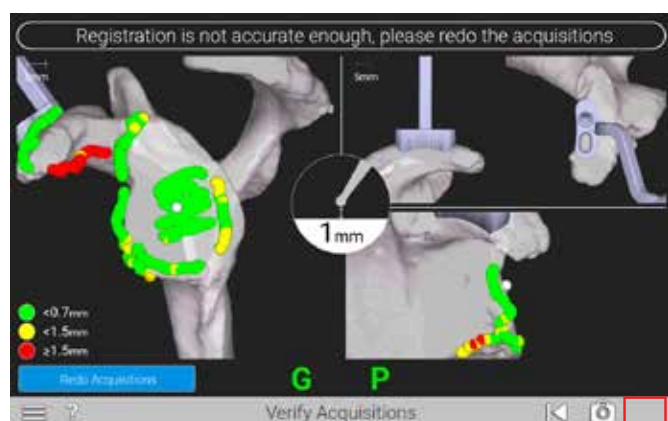 Registration is not accurate enough, please redo the acquisitions
5mm
1mm
<0.7mm
<1.5mm
≥1.5mm
Redo Acquisitions
G P
?
Verify Acquisitions